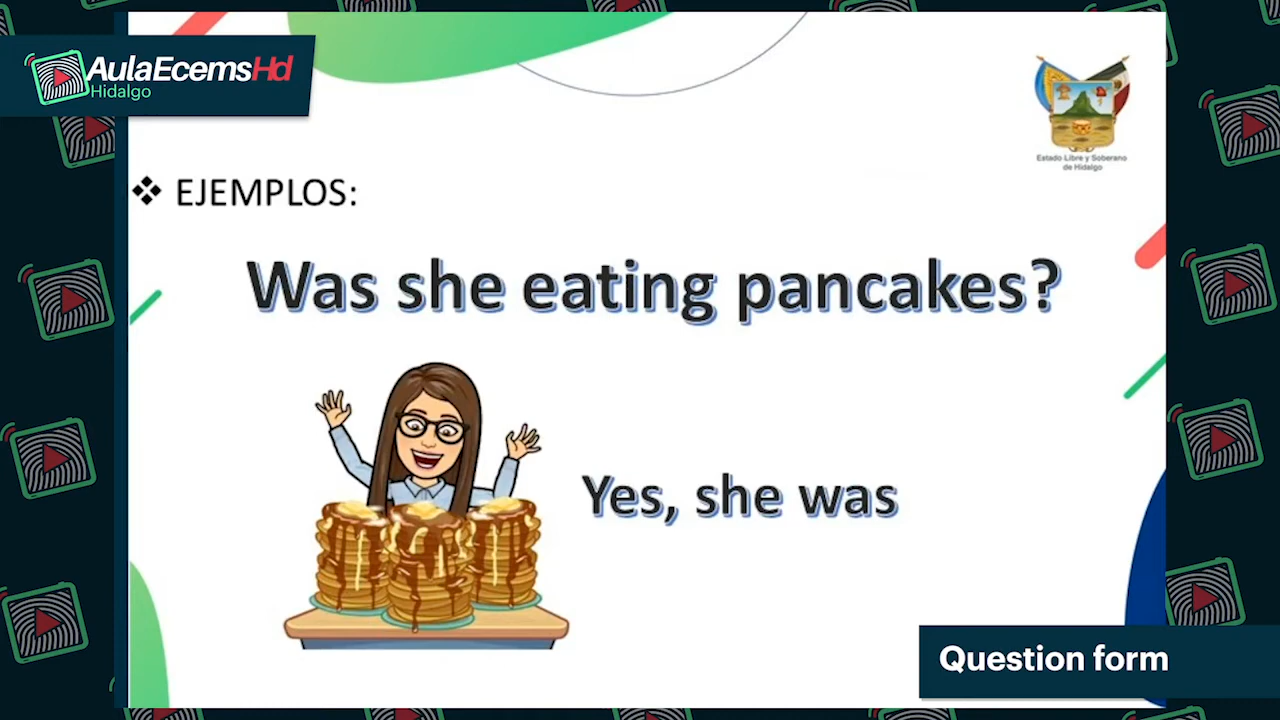 AulaEcemsHd
Hidalgo
Estado Libre y Soberano
de Hidalgo
❖ EJEMPLOS:
Was she eating pancakes?
Yes, she was
Question form